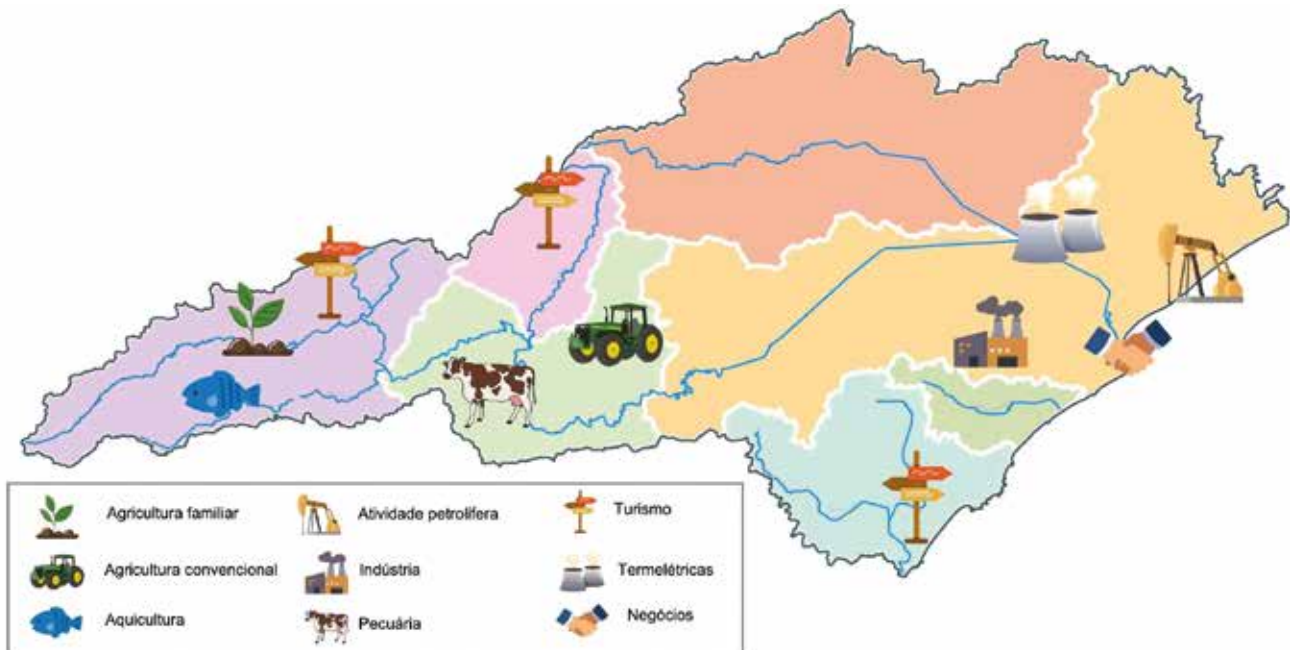 Agricultura familiar
Atividade petrolífera
Turismo
Agricultura convencional
Indústria
Termelétricas
Aquicultura
Pecuária
Negócios